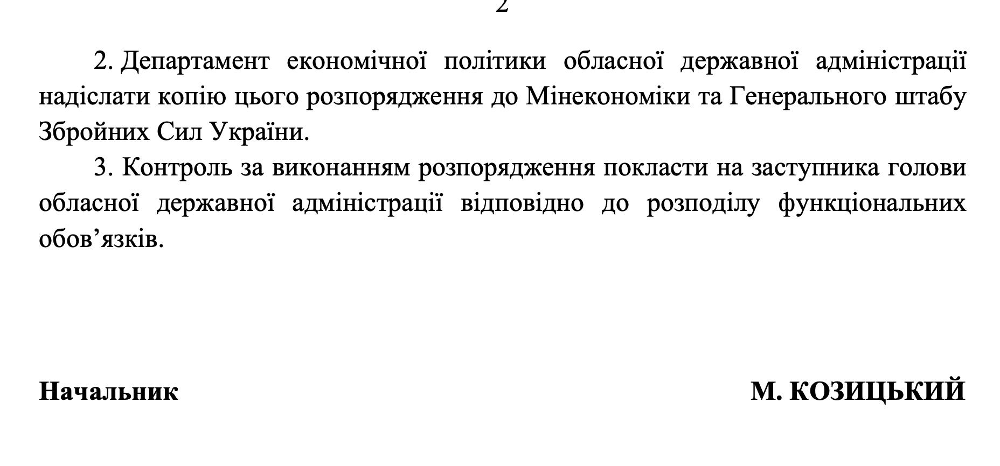 2
2. Департамент економічної політики обласної державної адміністрації
надіслати копію цього розпорядження до Мінекономіки та Генерального штабу
Збройних Сил України.
3. Контроль за виконанням розпорядження покласти на заступника голови
обласної державної адміністрації відповідно до розподілу функціональних
обов’язків.
Начальник М. КОЗИЦЬКИЙ